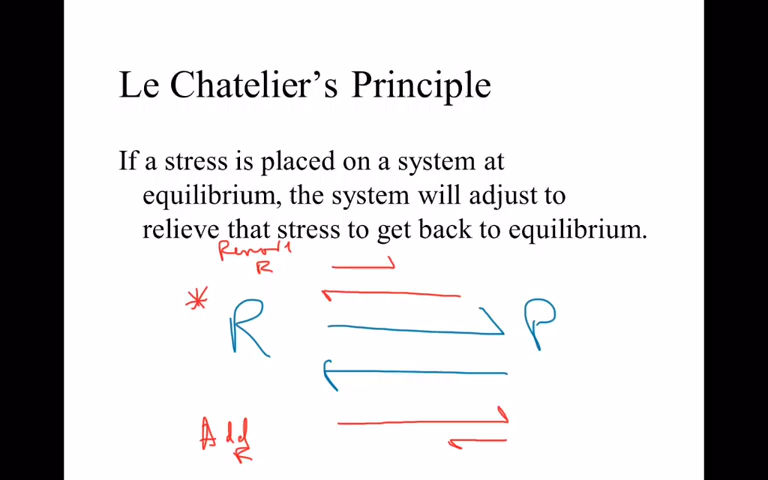 Le Chatelier's Principle
If a stress is placed on a system at
equilibrium, the system will adjust to
relieve that stress to get back to equilibrium.
R
* R P
Add
R